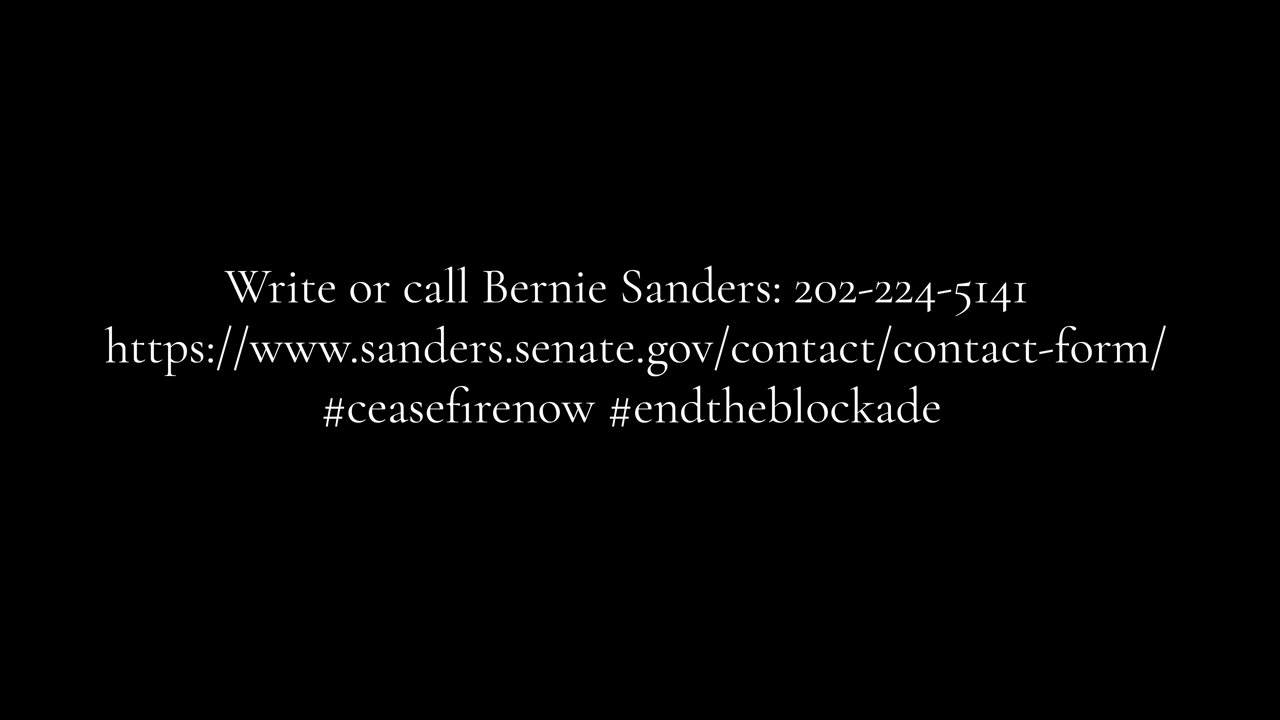 Write or call Bernie Sanders: 202-224-5141
https://www.sanders.senate.gov/contact/contact-form/
#ceasefirenow #endtheblockade